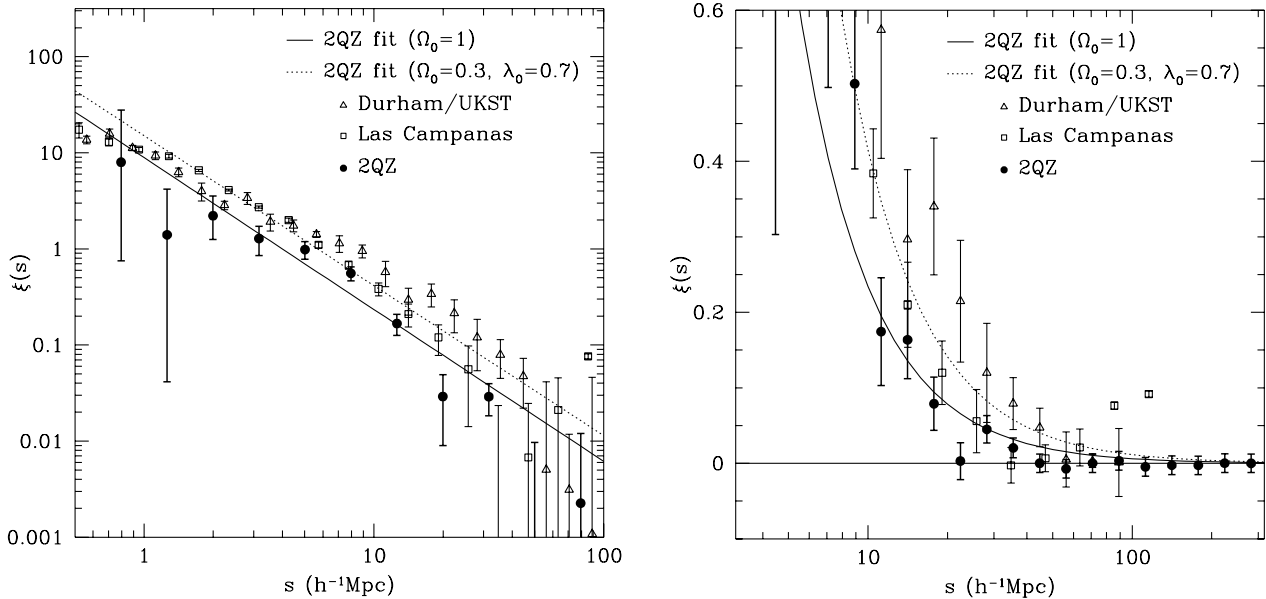 2QZ fit (Ω₀=1)
2QZ fit (Ω₀=0.3, λ₀=0.7)
Durham/UKST
Las Campanas
2QZ
100
10
1
0.1
0.01
0.001
ξ(s)
1
10
100
s (h⁻¹Mpc)
2QZ fit (Ω₀=1)
2QZ fit (Ω₀=0.3, λ₀=0.7)
Durham/UKST
Las Campanas
2QZ
0.6
0.4
0.2
0
ξ(s)
10
100
s (h⁻¹Mpc)